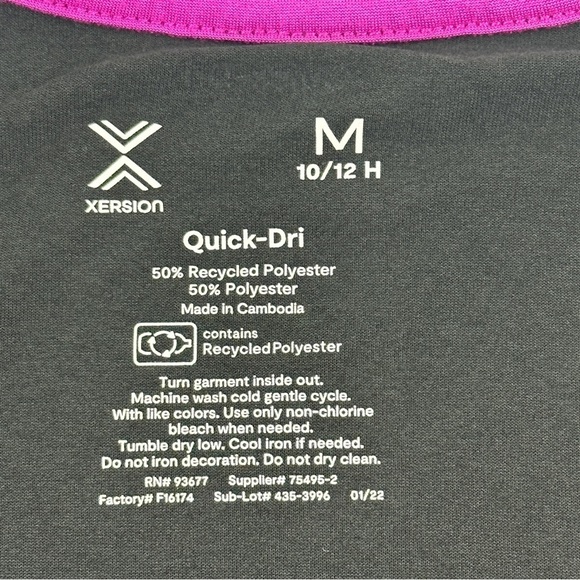 M
10/12 H
XERSION
Quick-Dri
50% Recycled Polyester
50% Polyester
Made in Cambodia
contains
Recycled Polyester
Turn garment inside out.
Machine wash cold gentle cycle.
With like colors. Use only non-chlorine
bleach when needed.
Tumble dry low. Cool iron if needed.
Do not iron decoration. Do not dry clean.
RN# 93677 Supplier# 75495-2
Factory# F16174 Sub-Lot# 435-3996 01/22